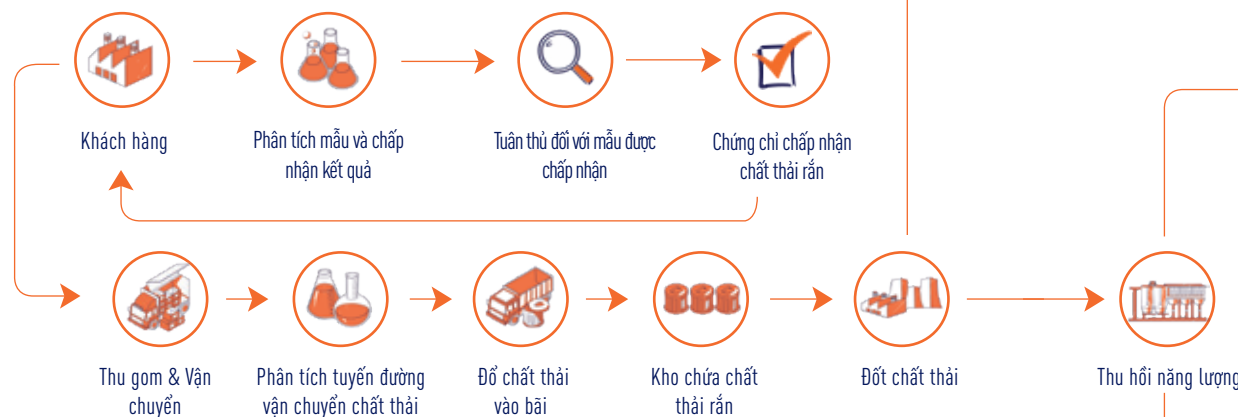 Khách hàng
Phân tích mẫu và chấp
nhận kết quả
Tuân thủ đối với mẫu được
chấp nhận
Chứng chỉ chấp nhận
chất thải rắn
Thu gom & Vận
chuyển
Phân tích tuyến đường
vận chuyển chất thải
Đổ chất thải
vào bãi
Kho chứa chất
thải rắn
Đốt chất thải
Thu hồi năng lượng